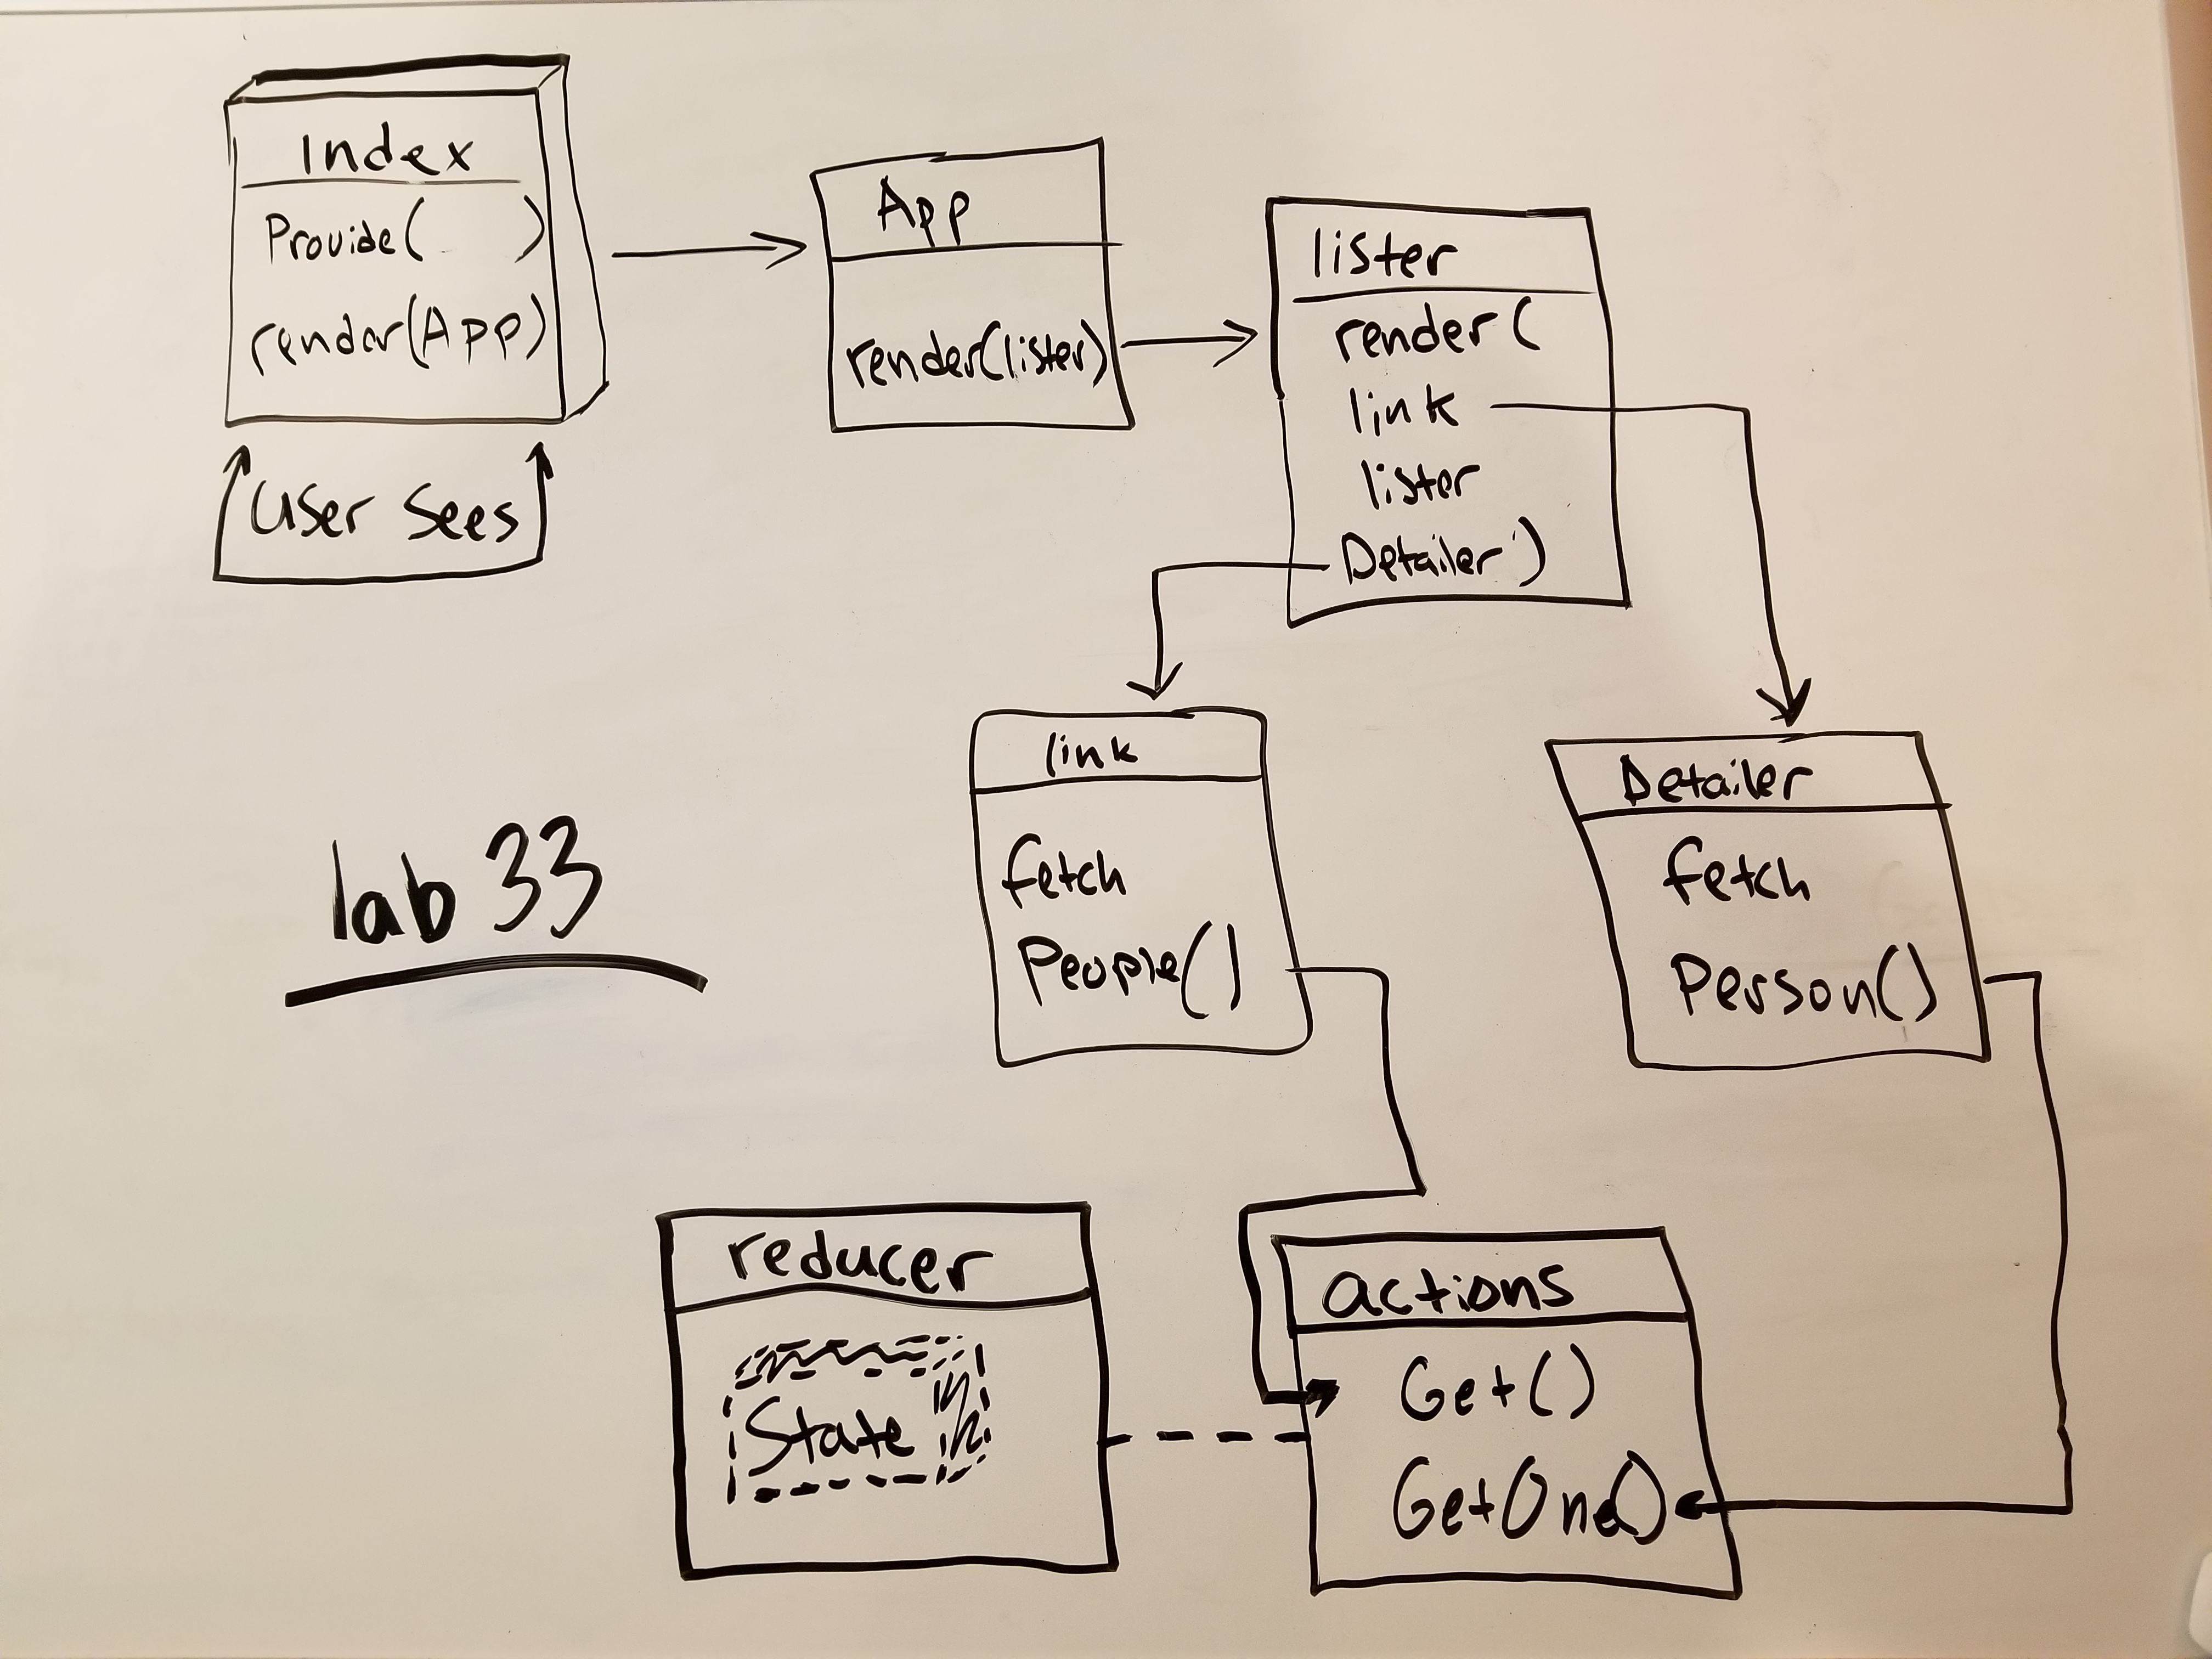 Index
Provide( )
render(App)
User Sees
App
render(lister)
lister
render(
link
lister
Detailer)
lab 33
link
fetch
People()
Detailer
fetch
Person()
reducer
State
actions
Get()
GetOne()